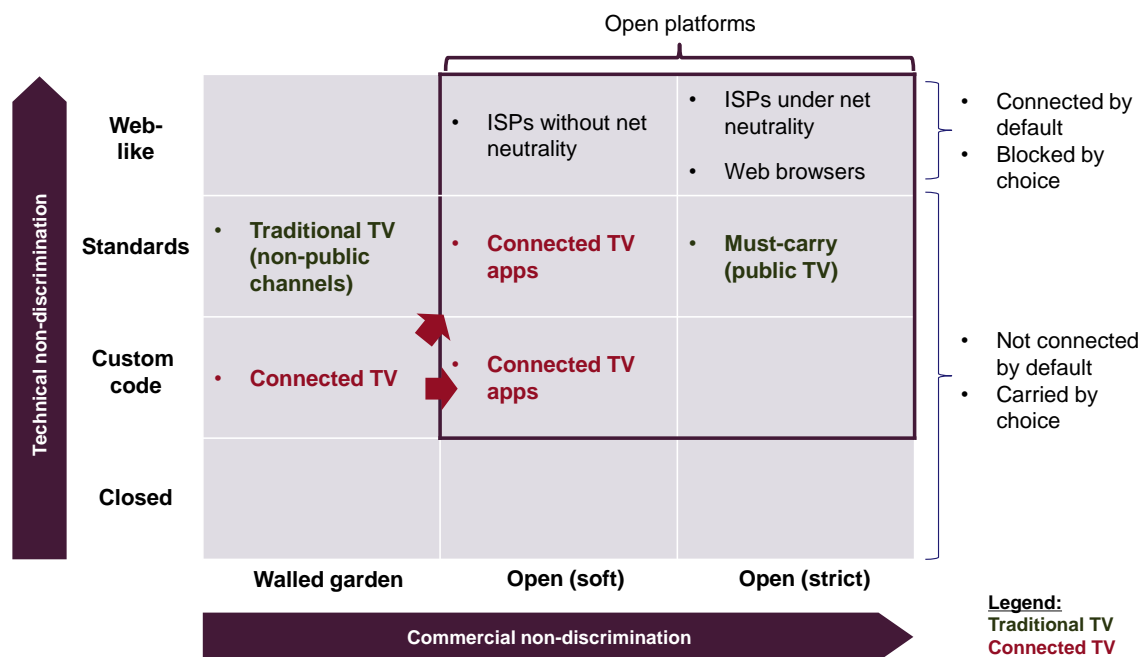 Open platforms
Technical non-discrimination
Web-
like
• ISPs without net
neutrality
• ISPs under net
neutrality
• Web browsers
• Connected by
default
• Blocked by
choice
Standards
• Traditional TV
(non-public
channels)
• Connected TV
apps
• Must-carry
(public TV)
Custom
code
• Connected TV
• Connected TV
apps
• Not connected
by default
• Carried by
choice
Closed
Walled garden
Open (soft)
Open (strict)
Commercial non-discrimination
Legend:
Traditional TV
Connected TV